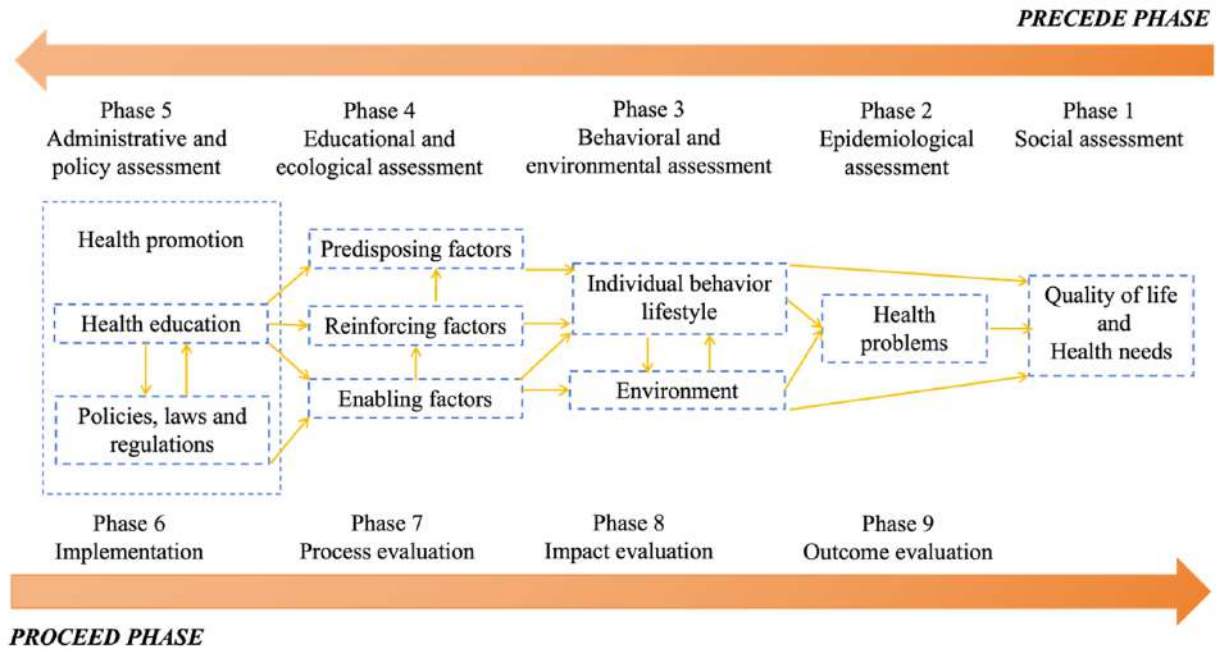 PRECEDE PHASE
Phase 5
Administrative and
policy assessment
Phase 4
Educational and
ecological assessment
Phase 3
Behavioral and
environmental assessment
Phase 2
Epidemiological
assessment
Phase 1
Social assessment
Health promotion
Health education
Policies, laws and
regulations
Predisposing factors
Reinforcing factors
Enabling factors
Individual behavior
lifestyle
Environment
Health
problems
Quality of life
and
Health needs
Phase 6
Implementation
Phase 7
Process evaluation
Phase 8
Impact evaluation
Phase 9
Outcome evaluation
PROCEED PHASE